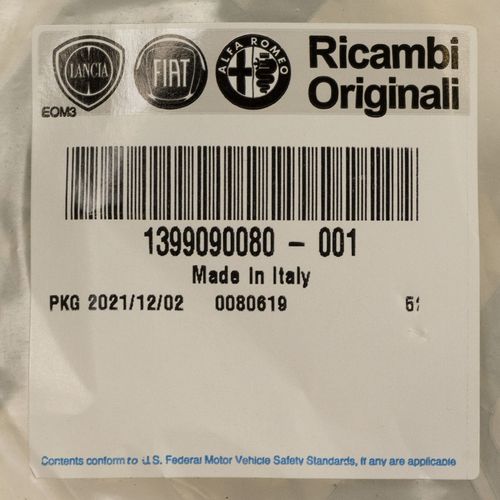 LANCIA
FIAT
ALFA ROMEO
Ricambi
Originali
EOM3
1399090080 - 001
Made In Italy
PKG 2021/12/02 0080619
Contents conform to U.S. Federal Motor Vehicle Safety Standards, if any are applicable